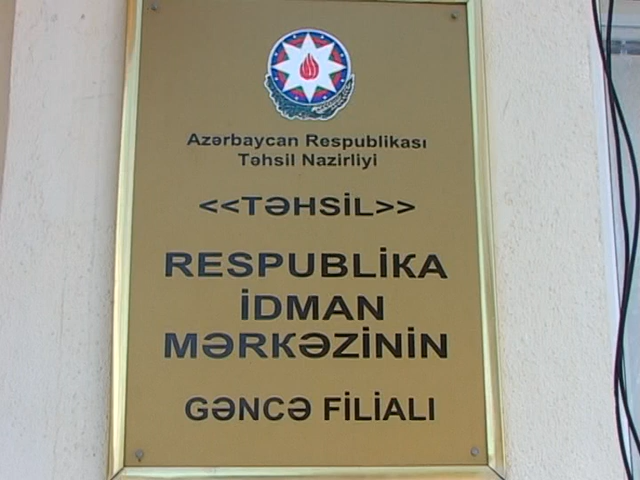 Azərbaycan Respublikası
Təhsil Nazirliyi
<<TƏHSİL>>
RESPUBLİKA
İDMAN
MƏRKƏZİNİN
GƏNCƏ FİLİALI